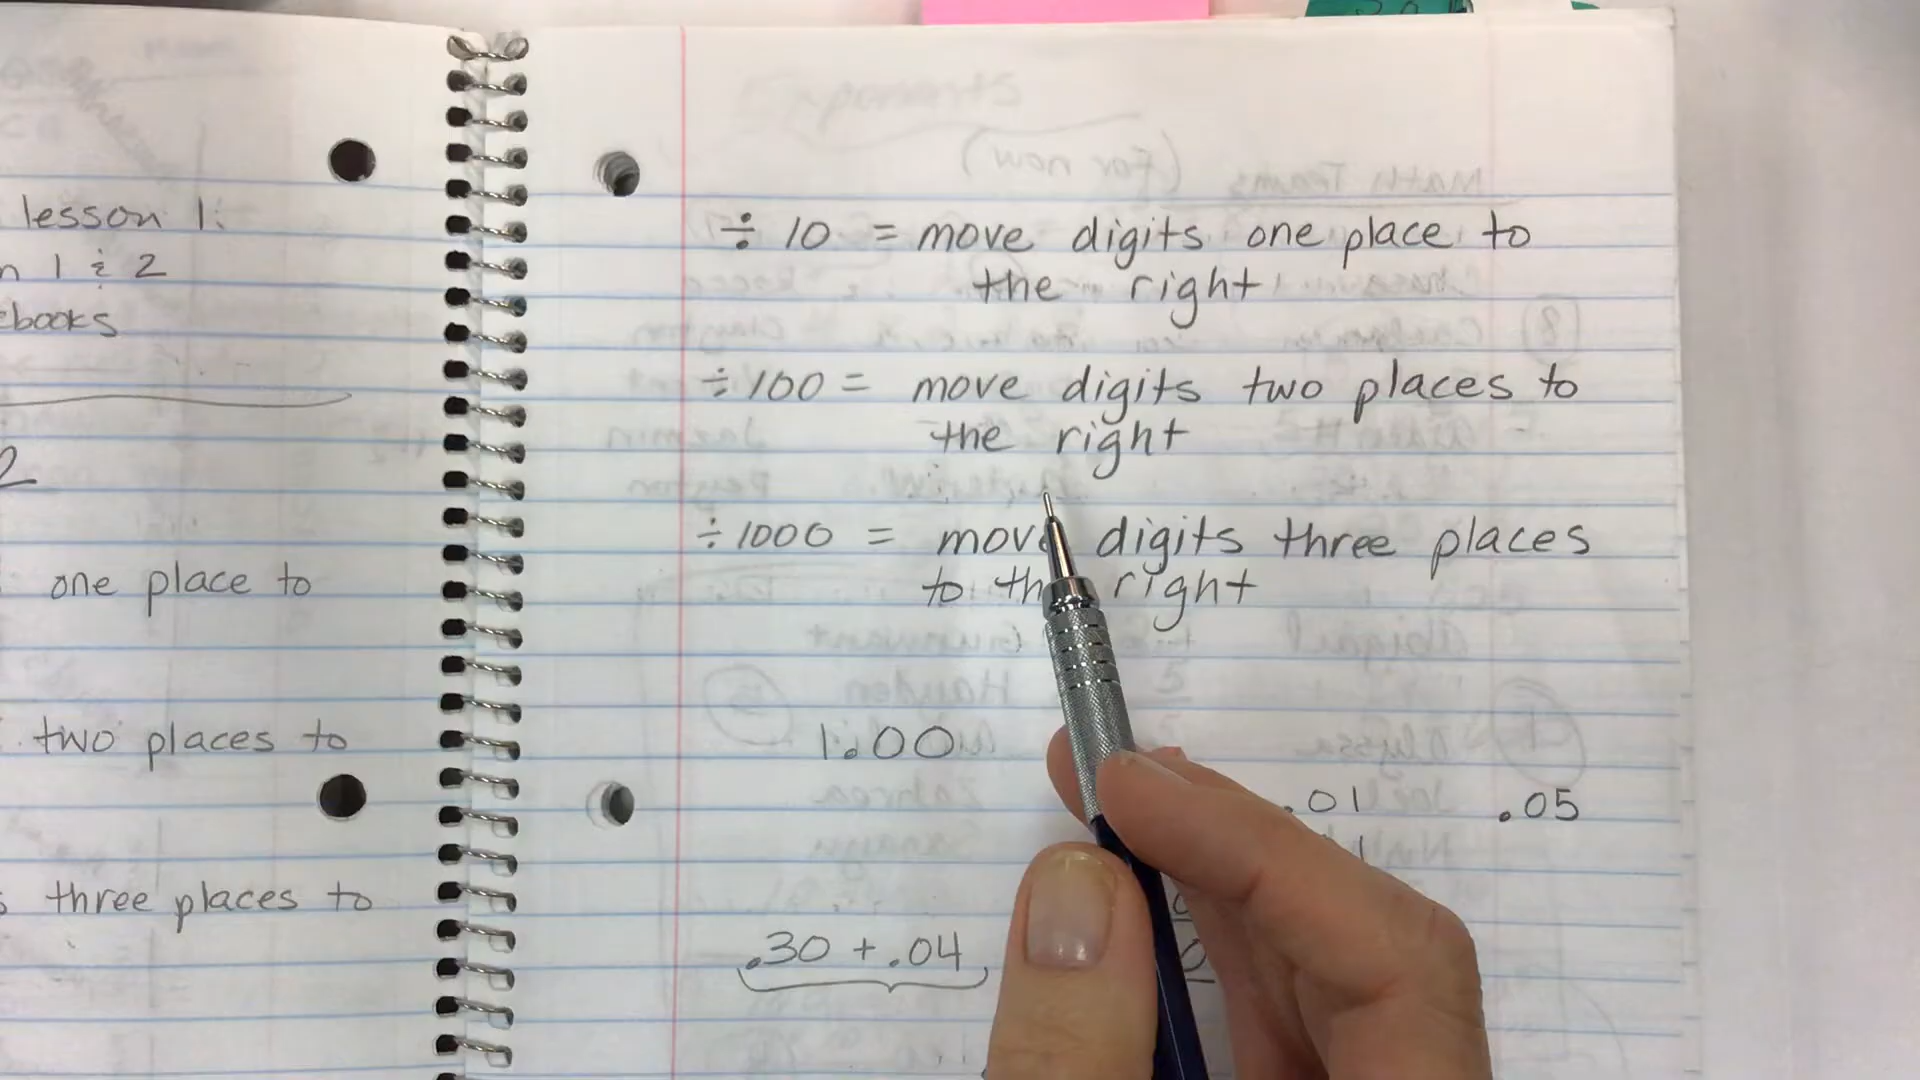 lesson 1:
1 & 2
books
2
one place to
two places to
three places to
÷ 10 = move digits one place to
the right
÷ 100 = move digits two places to
the right
÷ 1000 = move digits three places
to the right
1.00
.01 .05
.30 + .04